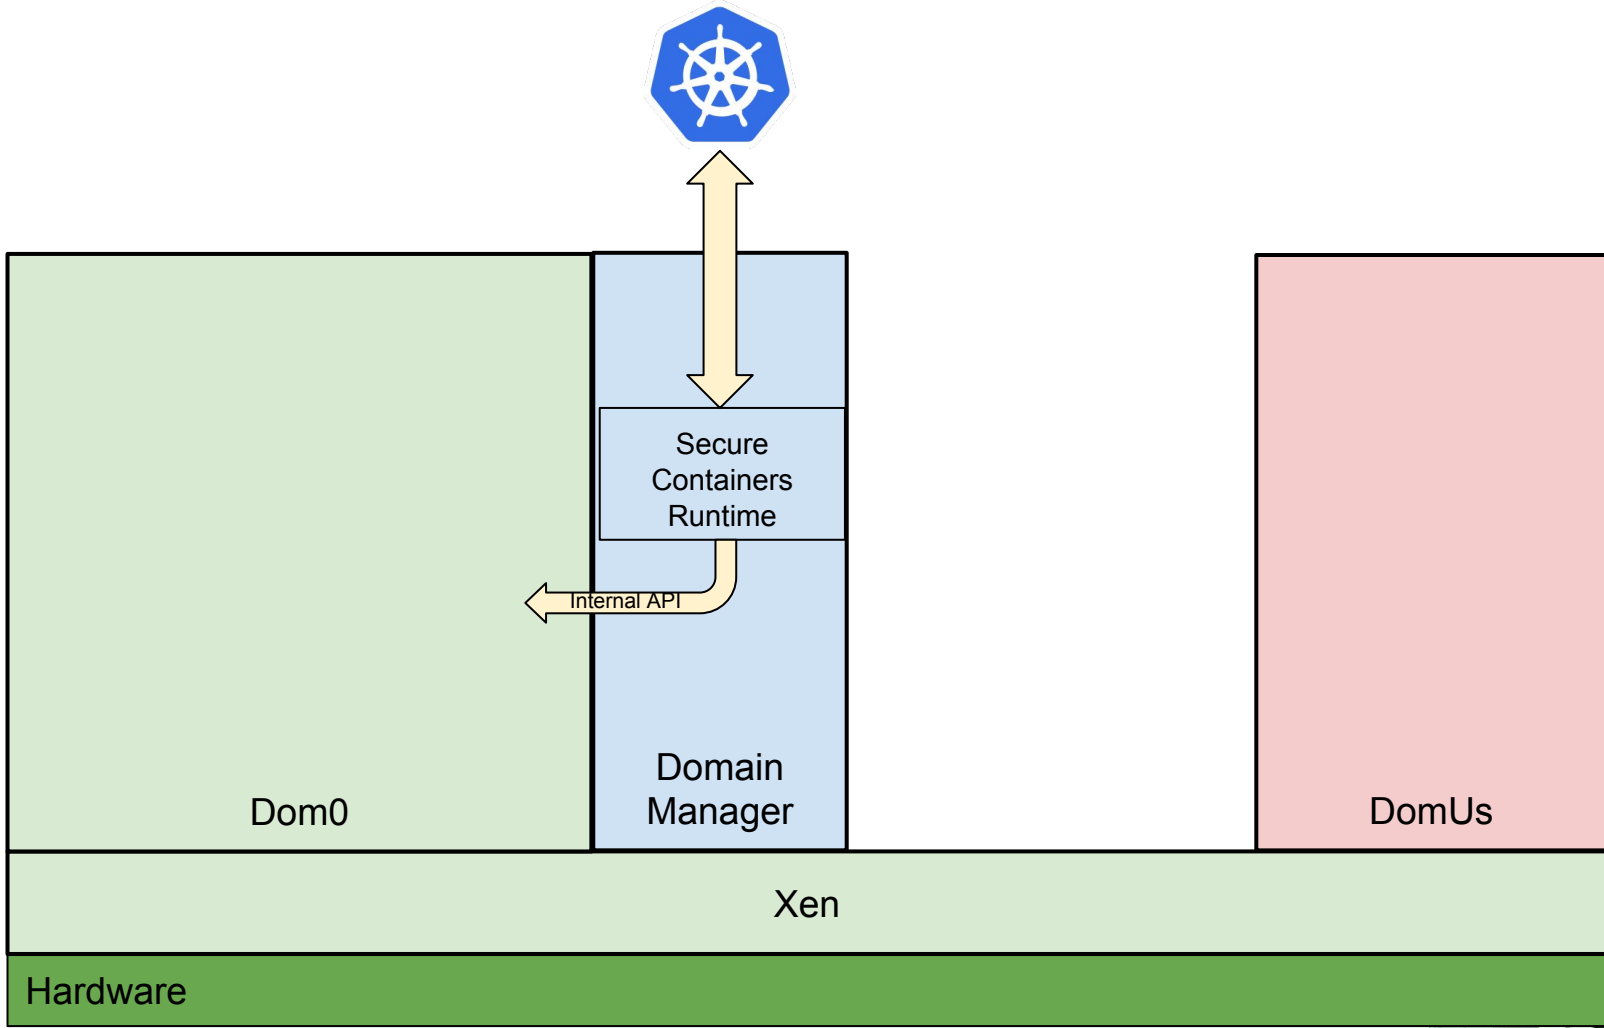 Secure
Containers
Runtime
Internal API
Domain
Manager
Dom0
DomUs
Xen
Hardware